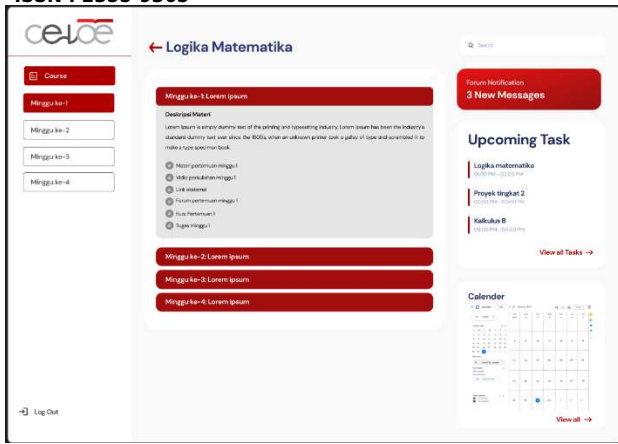 ISSN : 2355-9365
celoe
Course
Minggu ke-1
Minggu ke-2
Minggu ke-3
Minggu ke-4
Log Out
← Logika Matematika
Minggu ke-1: Lorem ipsum
Deskripsi Materi
Lorem Ipsum is simply dummy text of the printing and typesetting industry. Lorem Ipsum has been the industry's
standard dummy text ever since the 1500s, when an unknown printer took a galley of type and scrambled it to
make a type specimen book.
Materi pertemuan minggu 1
Vidio perkuliahan minggu 1
Link eksternal
Forum pertemuan minggu 1
Kuis Pertemuan 1
Tugas minggu 1
Minggu ke-2: Lorem ipsum
Minggu ke-3: Lorem ipsum
Minggu ke-4: Lorem ipsum
Search
Forum Notification
3 New Messages
Upcoming Task
Logika matematika
Proyek tingkat 2
Kalkulus B
View all Tasks →
Calender
View all →